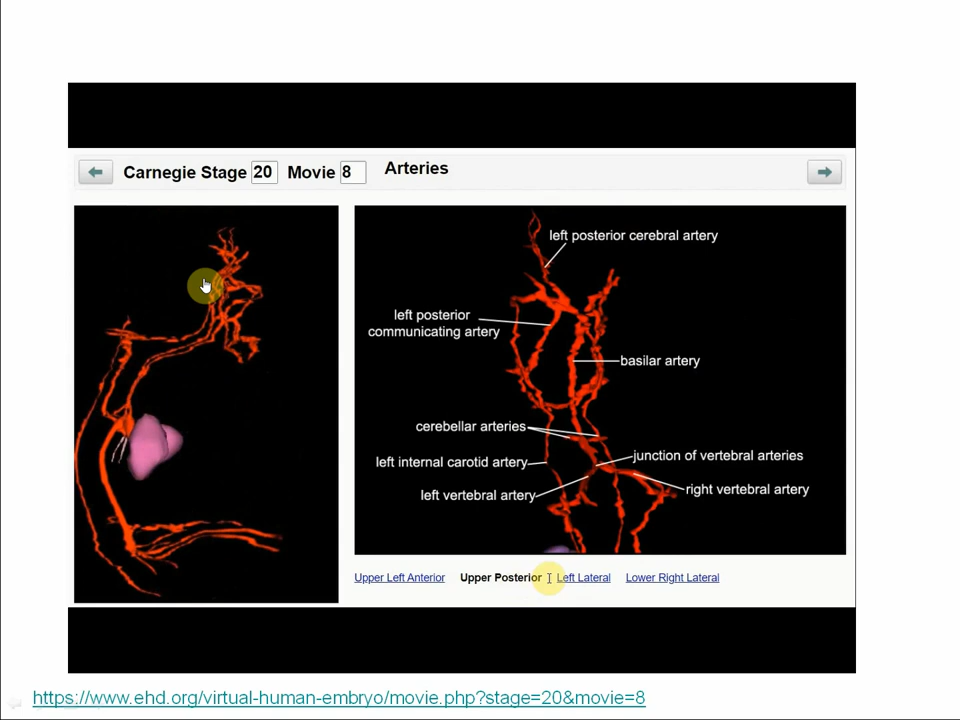 Carnegie Stage 20 Movie 8 Arteries
left posterior cerebral artery
left posterior
communicating artery
basilar artery
cerebellar arteries
junction of vertebral arteries
left internal carotid artery
right vertebral artery
left vertebral artery
Upper Left Anterior Upper Posterior Left Lateral Lower Right Lateral
https://www.ehd.org/virtual-human-embryo/movie.php?stage=20&movie=8